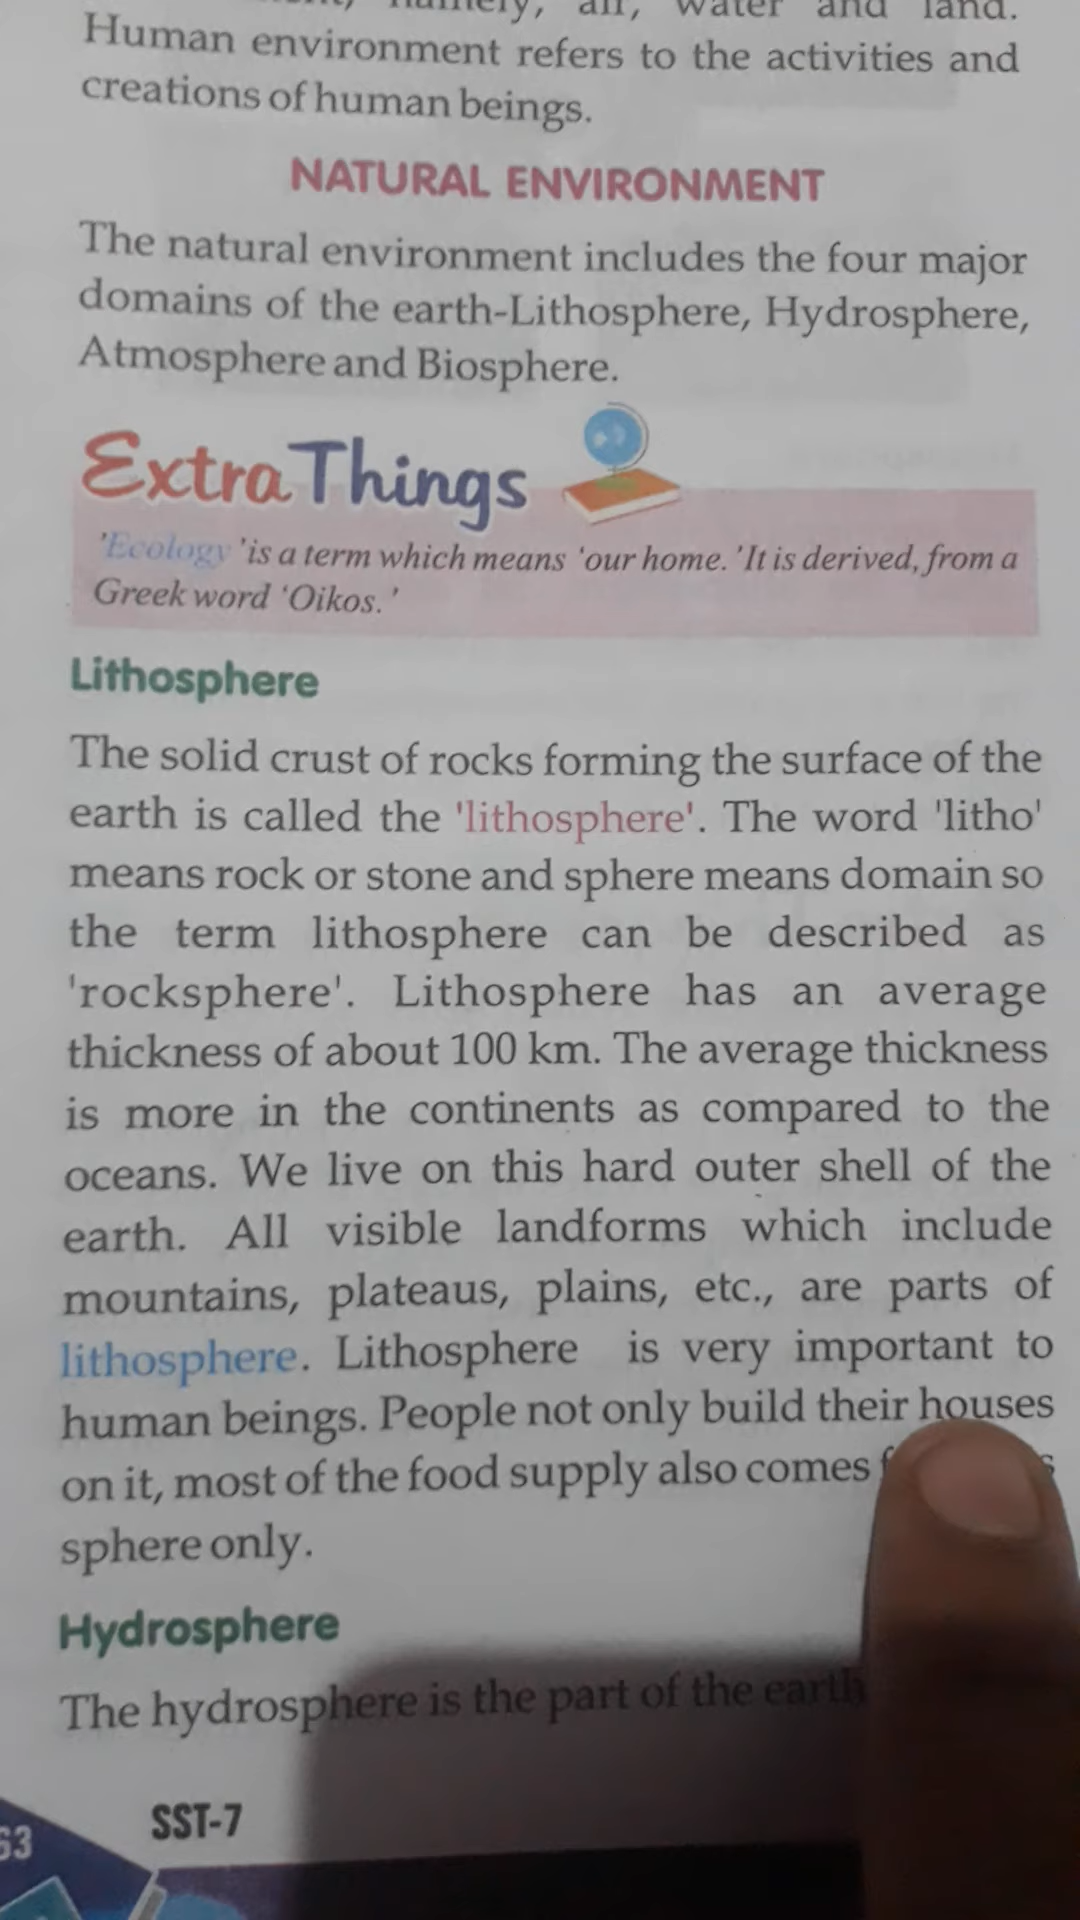 namely, air, water and land.
Human environment refers to the activities and
creations of human beings.
NATURAL ENVIRONMENT
The natural environment includes the four major
domains of the earth-Lithosphere, Hydrosphere,
Atmosphere and Biosphere.
Extra Things
'Ecology 'is a term which means 'our home. 'It is derived, from a
Greek word 'Oikos.'
Lithosphere
The solid crust of rocks forming the surface of the
earth is called the 'lithosphere'. The word 'litho'
means rock or stone and sphere means domain so
the term lithosphere can be described as
'rocksphere'. Lithosphere has an average
thickness of about 100 km. The average thickness
is more in the continents as compared to the
oceans. We live on this hard outer shell of the
earth. All visible landforms which include
mountains, plateaus, plains, etc., are parts of
lithosphere. Lithosphere is very important to
human beings. People not only build their houses
on it, most of the food supply also comes
sphere only.
Hydrosphere
The hydrosphere is the part of the earth
SST-7
63